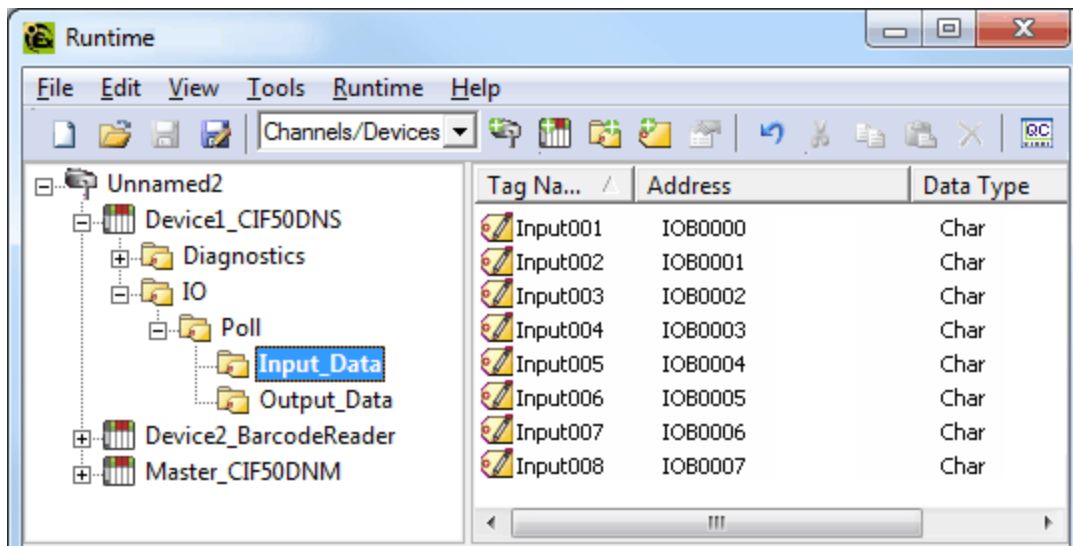 Runtime
File Edit View Tools Runtime Help
Channels/Devices QC
Unnamed2
Device1_CIF50DNS
Diagnostics
IO
Poll
Input_Data
Output_Data
Device2_BarcodeReader
Master_CIF50DNM
Tag Na... Address Data Type
Input001 IOB0000 Char
Input002 IOB0001 Char
Input003 IOB0002 Char
Input004 IOB0003 Char
Input005 IOB0004 Char
Input006 IOB0005 Char
Input007 IOB0006 Char
Input008 IOB0007 Char